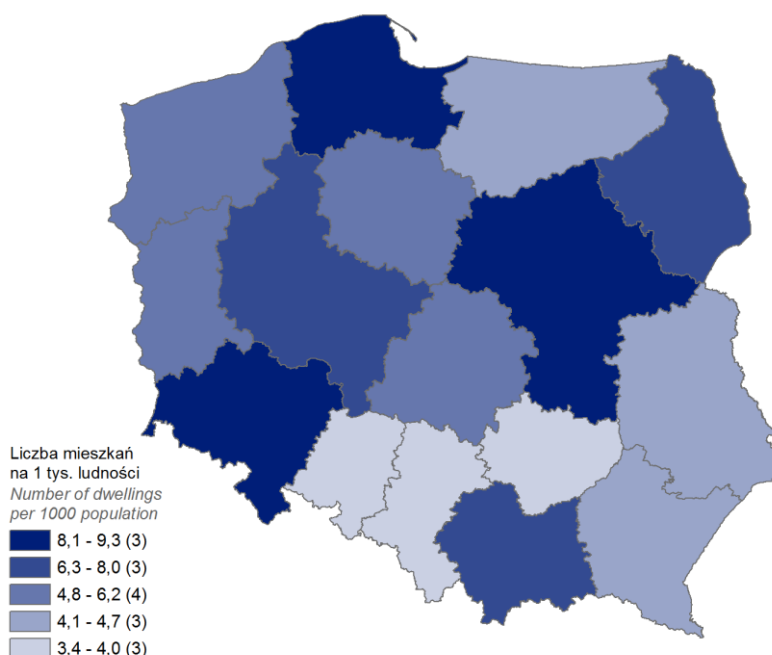 Liczba mieszkań
na 1 tys. ludności
Number of dwellings
per 1000 population
8,1 - 9,3 (3)
6,3 - 8,0 (3)
4,8 - 6,2 (4)
4,1 - 4,7 (3)
3,4 - 4,0 (3)